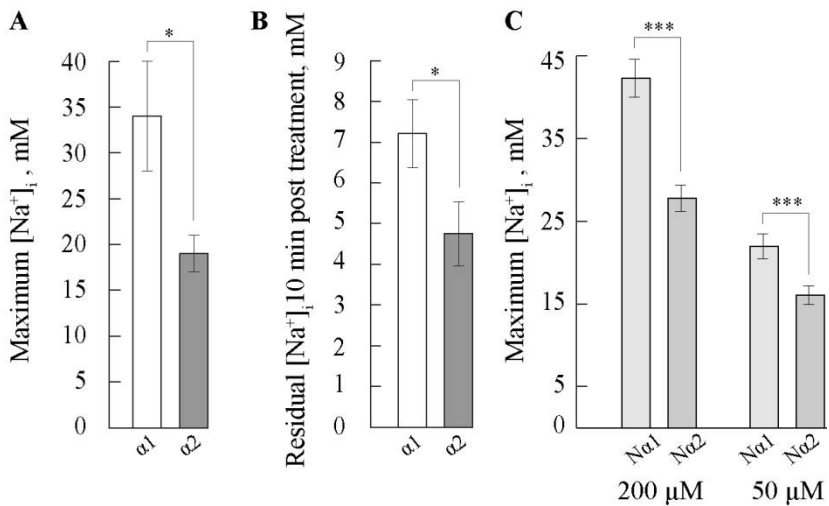 A
Maximum [Na⁺]ᵢ , mM
*
40
35
30
25
20
15
10
5
0
α1
α2
B
Residual [Na⁺]ᵢ10 min post treatment, mM
*
9
8
7
6
5
4
3
2
1
0
α1
α2
C
Maximum [Na⁺]ᵢ , mM
***
***
45
35
25
15
5
0
Nα1
Nα2
Nα1
Nα2
200 μM
50 μM